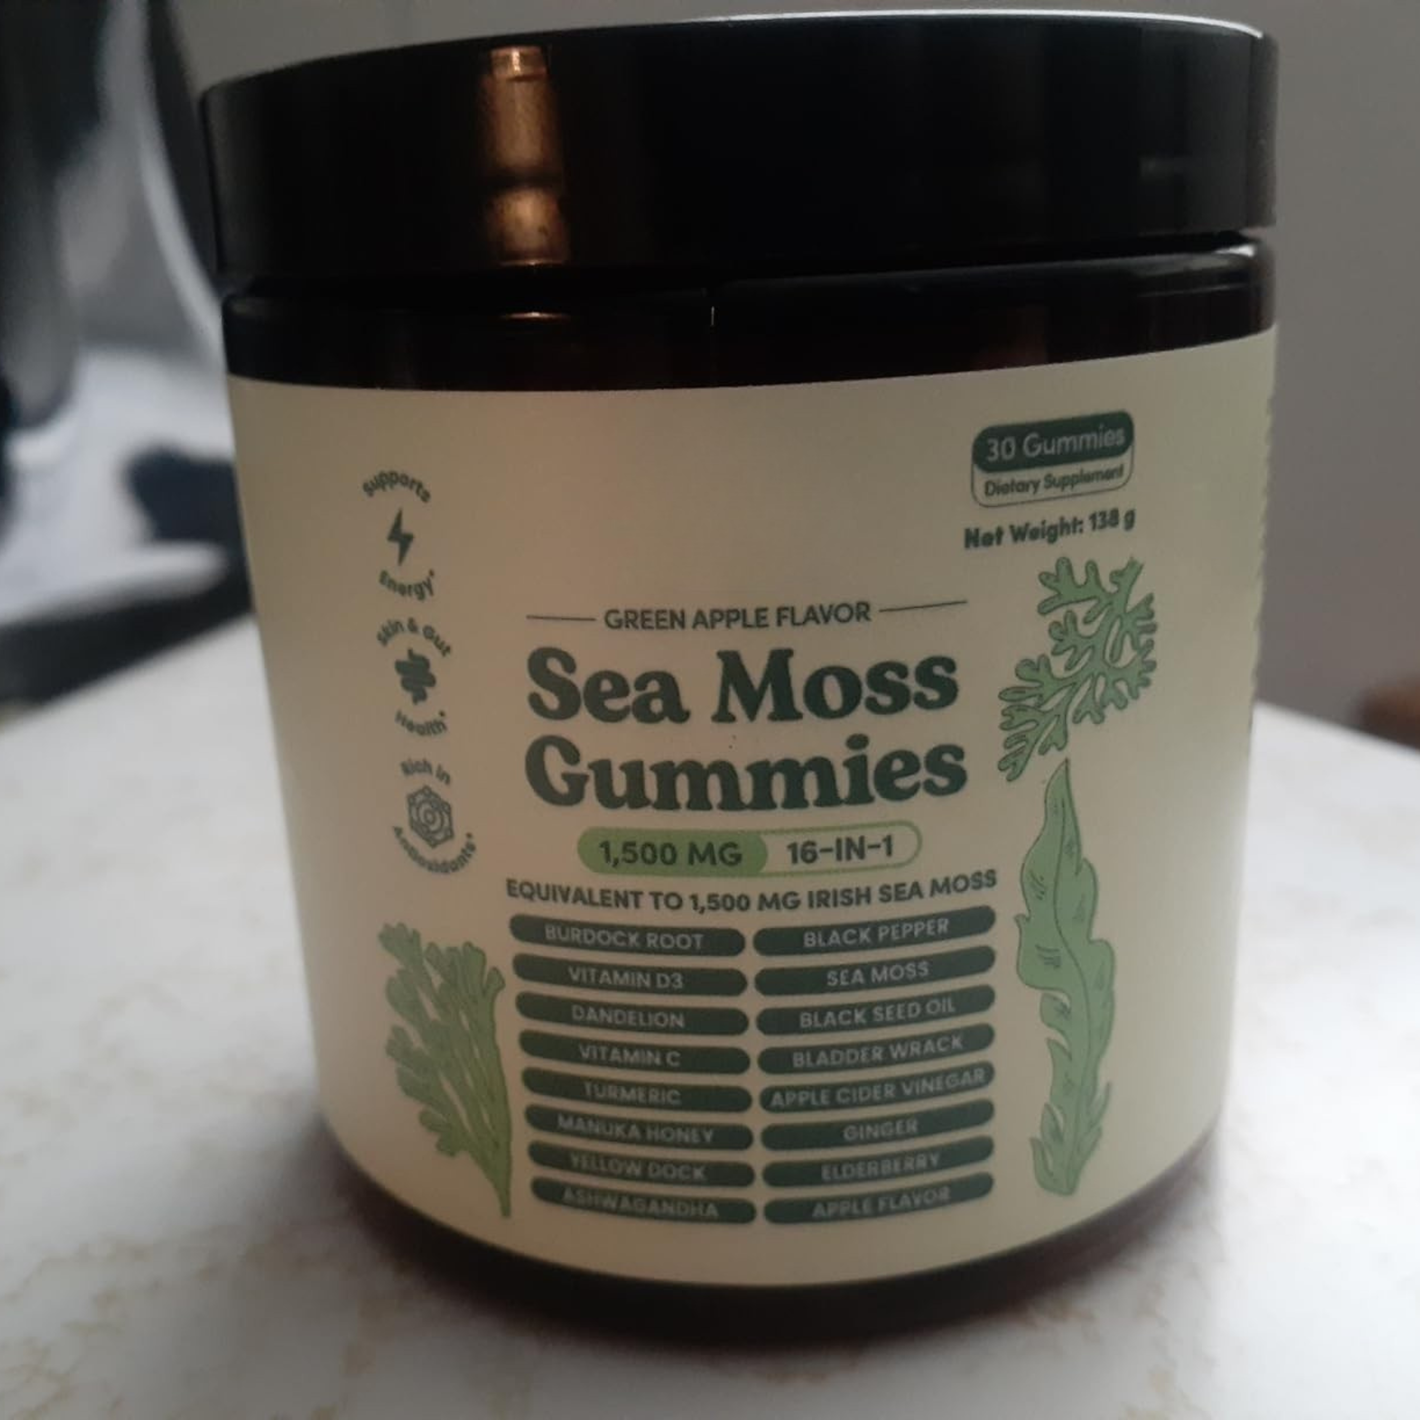 30 Gummies
Dietary Supplement
Net Weight: 138 g
supports
Energy*
Skin & Gut
Health*
Rich in
Antioxidants*
GREEN APPLE FLAVOR
Sea Moss
Gummies
1,500 MG 16-IN-1
EQUIVALENT TO 1,500 MG IRISH SEA MOSS
BURDOCK ROOT BLACK PEPPER
VITAMIN D3 SEA MOSS
DANDELION BLACK SEED OIL
VITAMIN C BLADDER WRACK
TURMERIC APPLE CIDER VINEGAR
MANUKA HONEY GINGER
YELLOW DOCK ELDERBERRY
ASHWAGANDHA APPLE FLAVOR